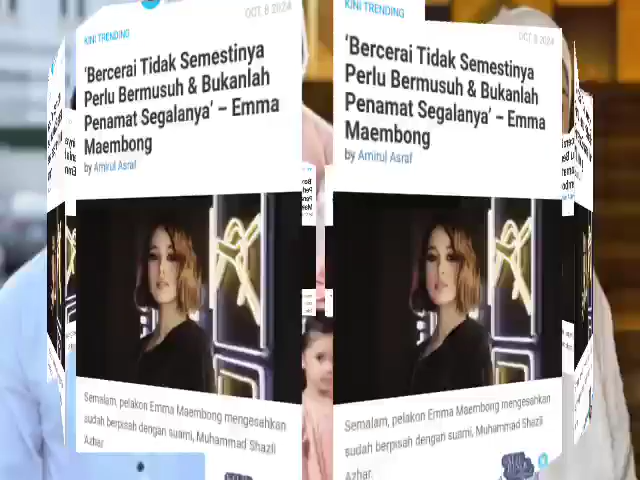 KINI TRENDING
OCT. 8 2024
'Bercerai Tidak Semestinya
Perlu Bermusuh & Bukanlah
Penamat Segalanya' – Emma
Maembong
by Amirul Asraf
Semalam, pelakon Emma Maembong mengesahkan
sudah berpisah dengan suami, Muhammad Shazli
Azhar
KINI TRENDING
OCT. 8 2024
'Bercerai Tidak Semestinya
Perlu Bermusuh & Bukanlah
Penamat Segalanya' – Emma
Maembong
by Amirul Asraf
Semalam, pelakon Emma Maembong mengesahkan
sudah berpisah dengan suami, Muhammad Shazli
Azhar.